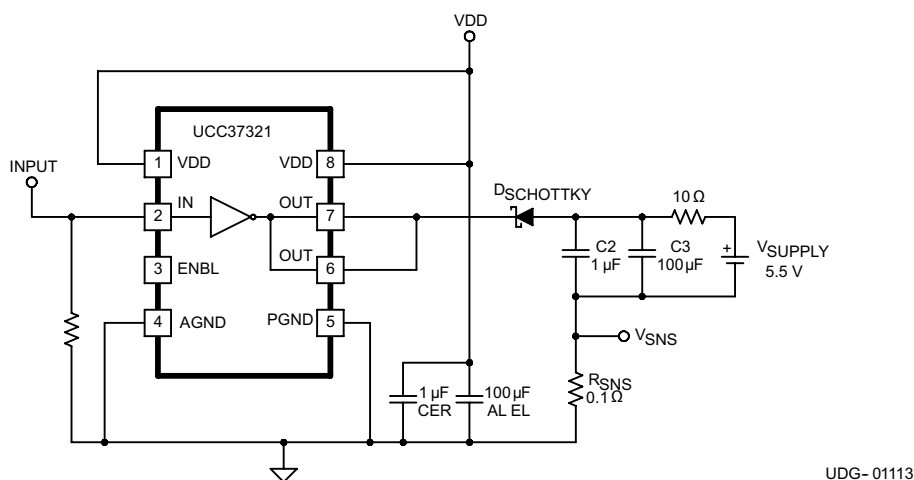 VDD
UCC37321
INPUT
1 VDD
VDD 8
2 IN
OUT 7
DSCHOTTKY
10 Ω
3 ENBL
OUT 6
C2
1 µF
C3
100 µF
+
VSUPPLY
5.5 V
4 AGND
PGND 5
VSNS
1 µF
CER
100 µF
AL EL
RSNS
0.1 Ω
UDG-01113